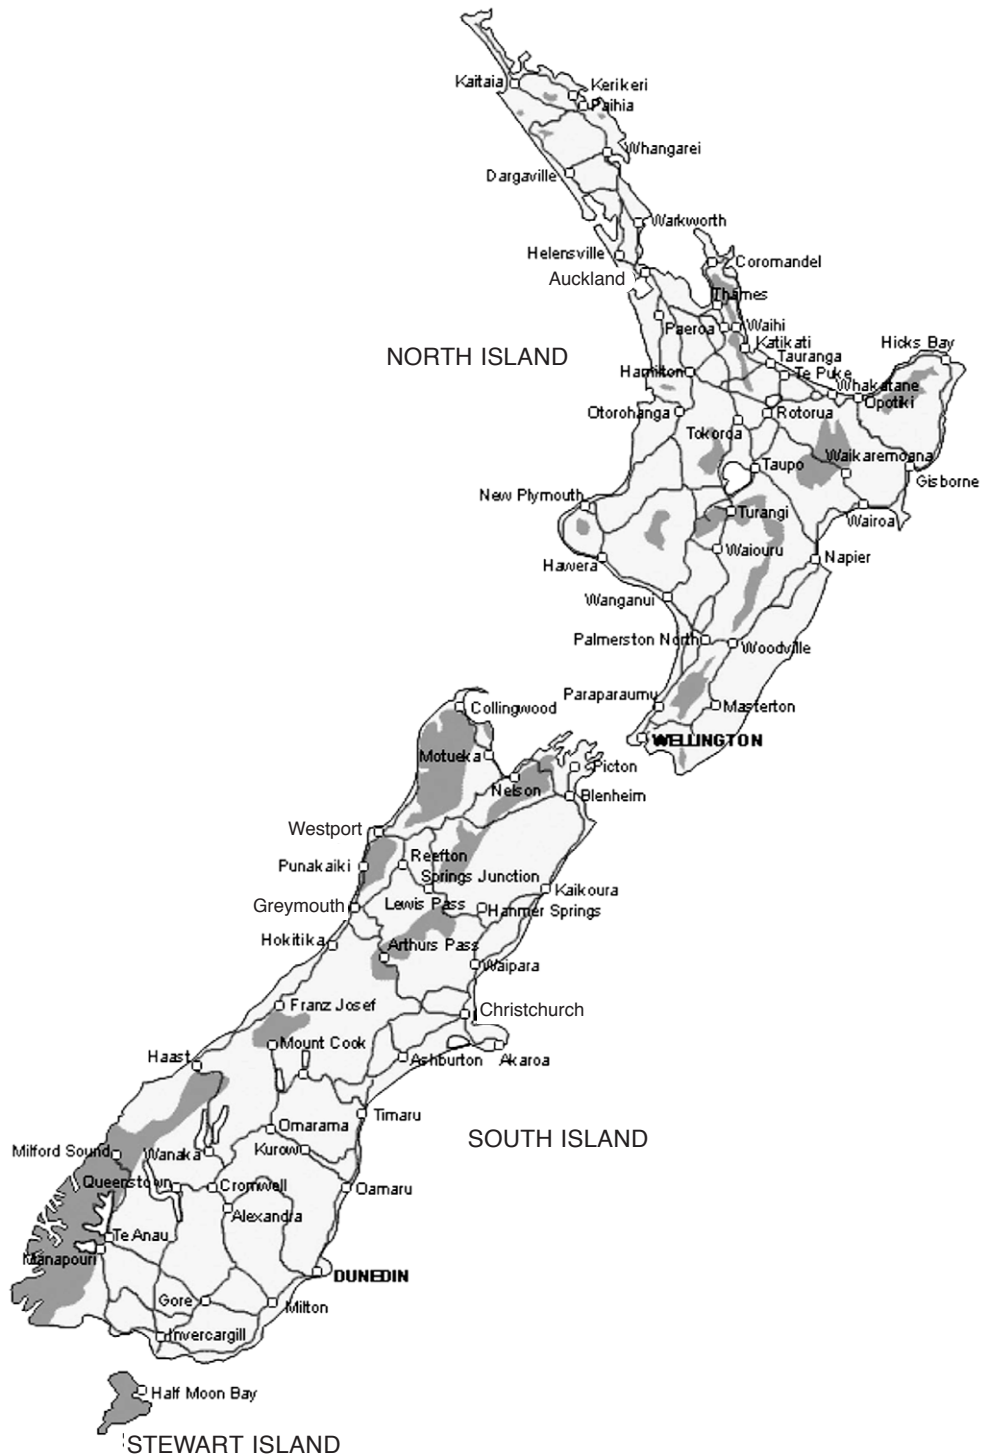 Kaitaia
Kerikeri
Paihia
Whangarei
Dargaville
Warkworth
Helensville
Coromandel
Auckland
Thames
Paeroa
Waihi
Katikati
Hicks Bay
NORTH ISLAND
Tauranga
Hamilton
Te Puke
Whakatane
Opotiki
Otorohanga
Rotorua
Tokoroa
Waikaremoana
Taupo
Gisborne
New Plymouth
Turangi
Wairoa
Waiouru
Napier
Hawera
Wanganui
Palmerston North
Woodville
Paraparaumu
Masterton
Collingwood
WELLINGTON
Motueka
Picton
Nelson
Blenheim
Westport
Reefton
Punakaiki
Springs Junction
Kaikoura
Lewis Pass
Greymouth
Hanmer Springs
Hokitika
Arthurs Pass
Waipara
Franz Josef
Christchurch
Mount Cook
Haast
Ashburton
Akaroa
Timaru
Omarama
SOUTH ISLAND
Milford Sound
Wanaka
Kurow
Queenstown
Cromwell
Oamaru
Alexandra
Te Anau
Manapouri
DUNEDIN
Gore
Milton
Invercargill
Half Moon Bay
STEWART ISLAND